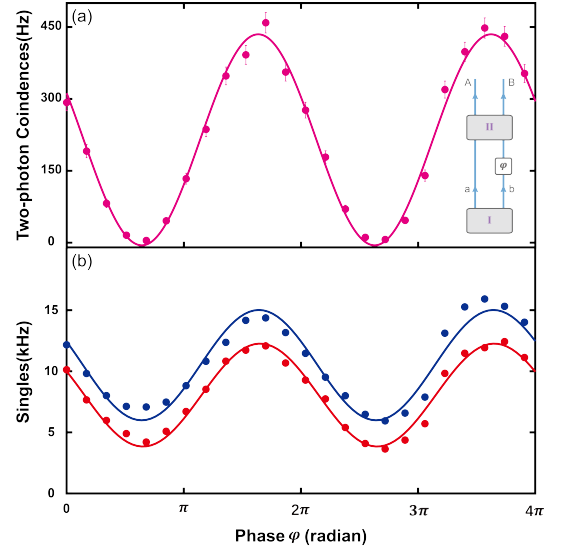 (a)
Two-photon Coindences(Hz)
450
300
150
0
A
B
II
φ
a
b
I
(b)
Singles(kHz)
15
10
5
0
0
π
2π
3π
4π
Phase φ (radian)